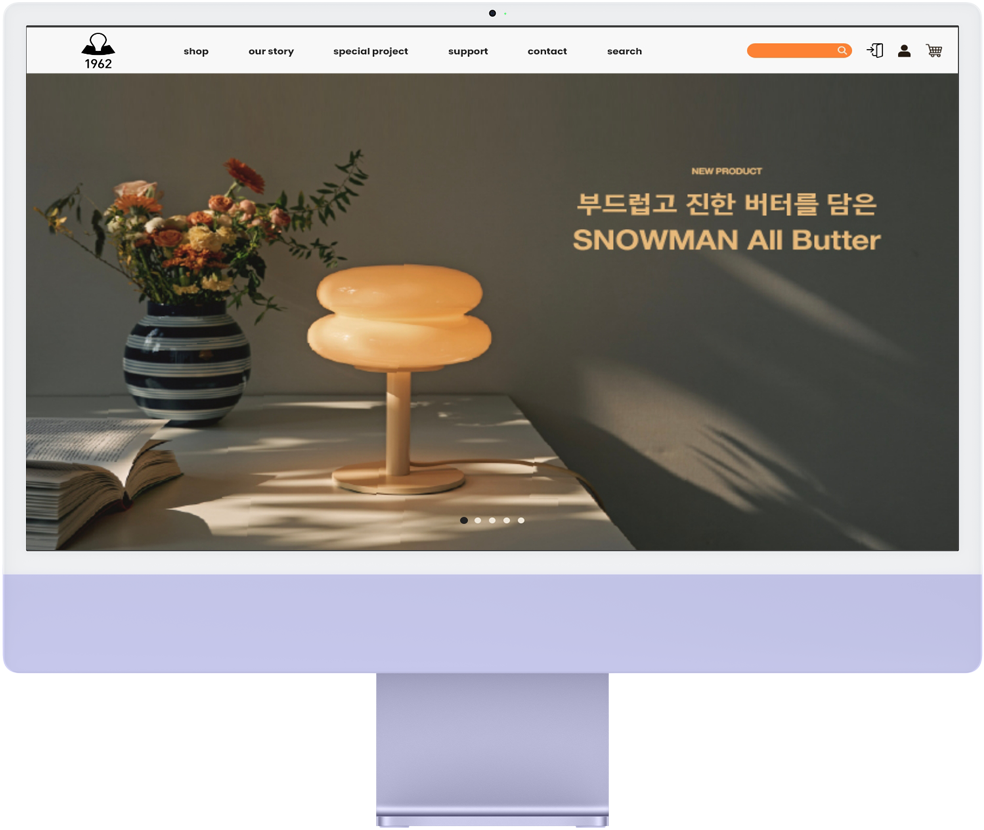 1962
shop our story special project support contact search
NEW PRODUCT
부드럽고 진한 버터를 담은
SNOWMAN All Butter